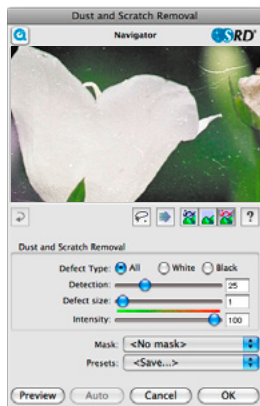 Dust and Scratch Removal
Navigator
SRD
?
Dust and Scratch Removal
Defect Type: All White Black
Detection: 25
Defect size: 1
Intensity: 100
Mask: <No mask>
Presets: <Save...>
Preview Auto Cancel OK